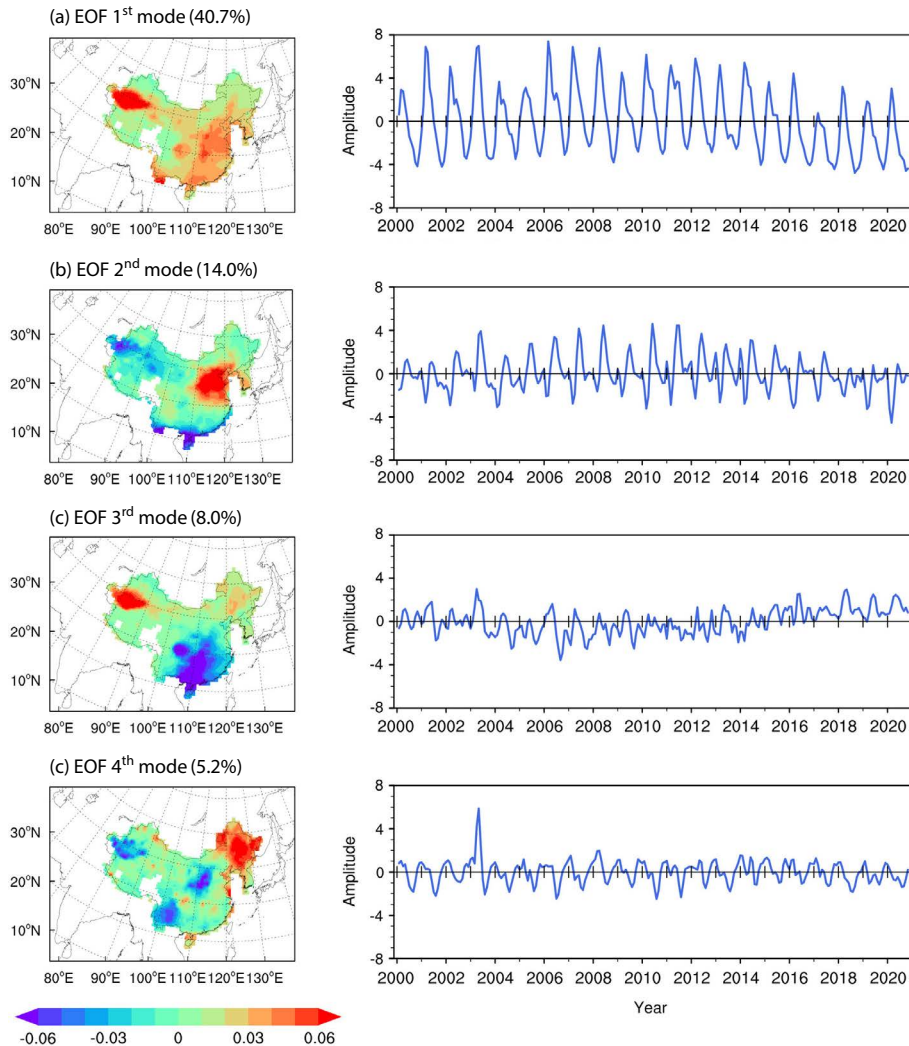 (a) EOF 1st mode (40.7%)
30°N
20°N
10°N
80°E 90°E 100°E 110°E 120°E 130°E
8
4
0
-4
-8
Amplitude
2000 2002 2004 2006 2008 2010 2012 2014 2016 2018 2020
(b) EOF 2nd mode (14.0%)
30°N
20°N
10°N
80°E 90°E 100°E 110°E 120°E 130°E
8
4
0
-4
-8
Amplitude
2000 2002 2004 2006 2008 2010 2012 2014 2016 2018 2020
(c) EOF 3rd mode (8.0%)
30°N
20°N
10°N
80°E 90°E 100°E 110°E 120°E 130°E
8
4
0
-4
-8
Amplitude
2000 2002 2004 2006 2008 2010 2012 2014 2016 2018 2020
(c) EOF 4th mode (5.2%)
30°N
20°N
10°N
80°E 90°E 100°E 110°E 120°E 130°E
8
4
0
-4
-8
Amplitude
2000 2002 2004 2006 2008 2010 2012 2014 2016 2018 2020
Year
-0.06 -0.03 0 0.03 0.06